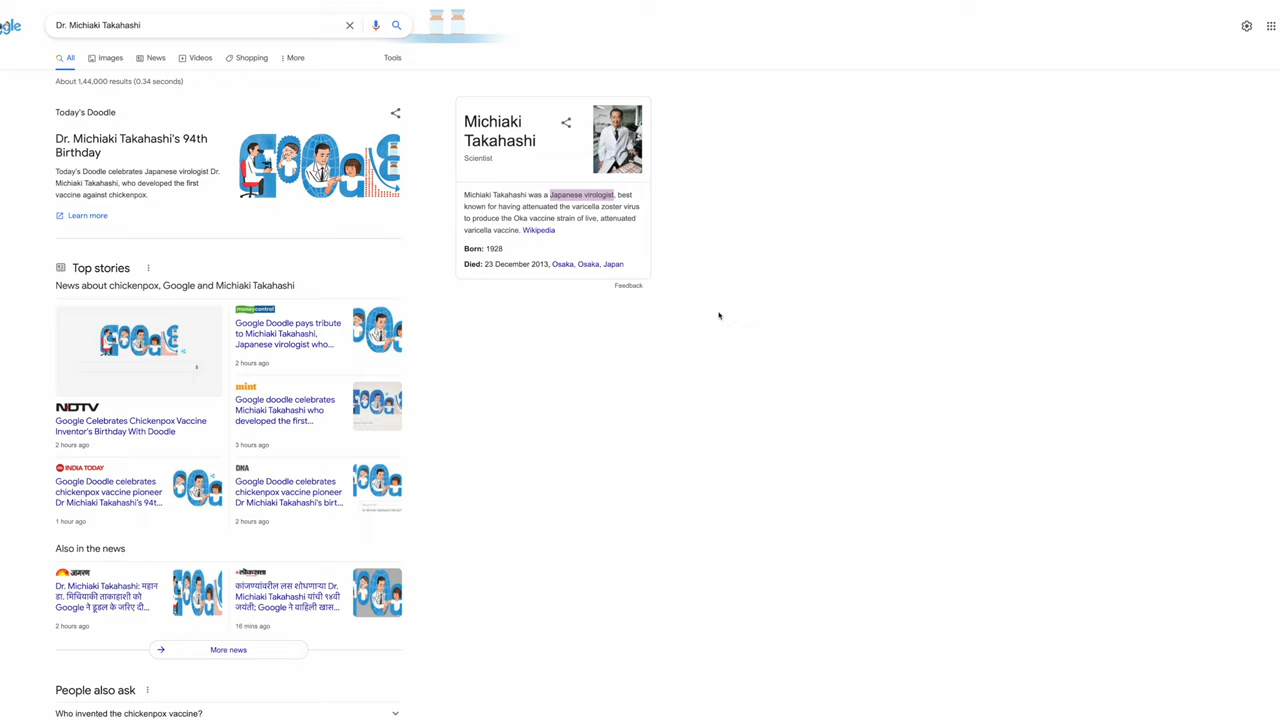 gle
Dr. Michiaki Takahashi
All
Images
News
Videos
Shopping
More
Tools
About 1,44,000 results (0.34 seconds)
Today's Doodle
Dr. Michiaki Takahashi's 94th
Birthday
Today's Doodle celebrates Japanese virologist Dr.
Michiaki Takahashi, who developed the first
vaccine against chickenpox.
Learn more
Michiaki
Takahashi
Scientist
Michiaki Takahashi was a Japanese virologist, best
known for having attenuated the varicella zoster virus
to produce the Oka vaccine strain of live, attenuated
varicella vaccine. Wikipedia
Born: 1928
Died: 23 December 2013, Osaka, Osaka, Japan
Feedback
Top stories
News about chickenpox, Google and Michiaki Takahashi
NDTV
Google Celebrates Chickenpox Vaccine
Inventor's Birthday With Doodle
2 hours ago
moneycontrol
Google Doodle pays tribute
to Michiaki Takahashi,
Japanese virologist who...
2 hours ago
mint
Google doodle celebrates
Michiaki Takahashi who
developed the first...
3 hours ago
INDIA TODAY
Google Doodle celebrates
chickenpox vaccine pioneer
Dr Michiaki Takahashi's 94t...
1 hour ago
DNA
Google Doodle celebrates
chickenpox vaccine pioneer
Dr Michiaki Takahashi's birt...
2 hours ago
Also in the news
जागरण
Dr. Michiaki Takahashi: महान
डा. मिचियाकी ताकाहाशी को
Google ने डूडल के जरिए दी...
2 hours ago
लोकसत्ता
कांजण्यांवरील लस शोधणाऱ्या Dr.
Michiaki Takahashi यांची ९४वी
जयंती; Google ने वाहिली खास...
16 mins ago
More news
People also ask
Who invented the chickenpox vaccine?